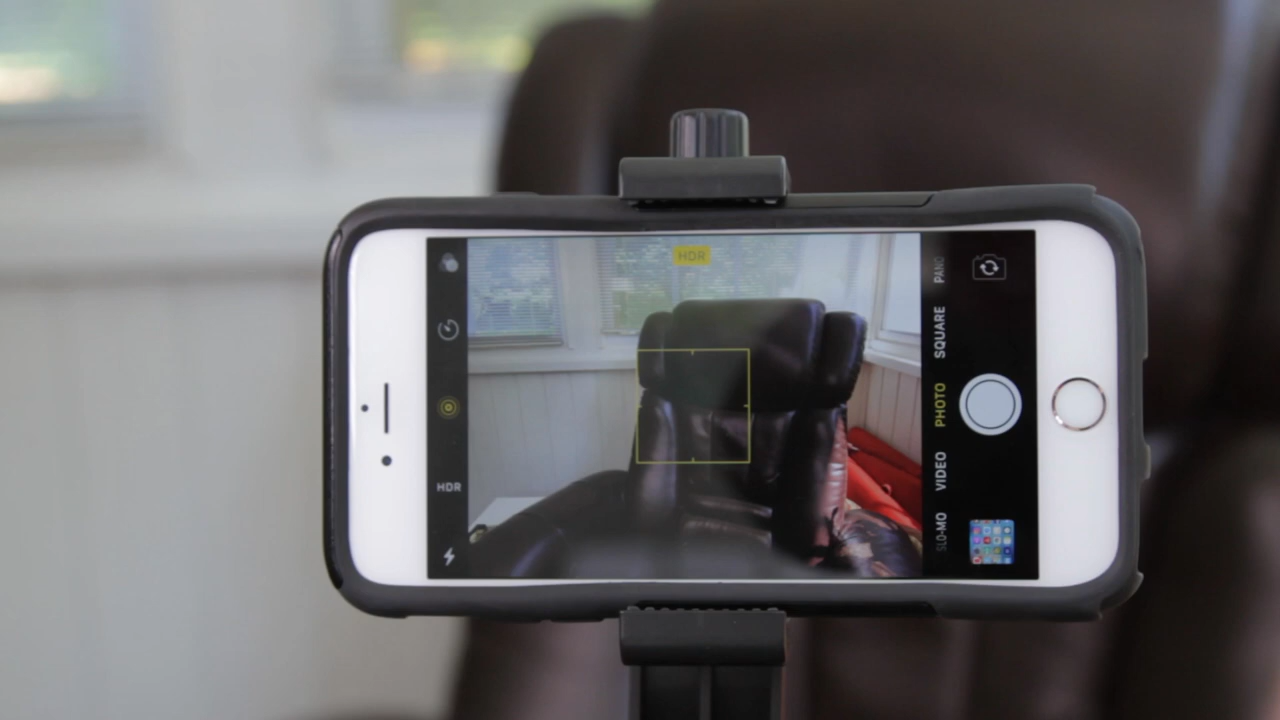 HDR
HDR
PANO
SQUARE
PHOTO
VIDEO
SLO-MO